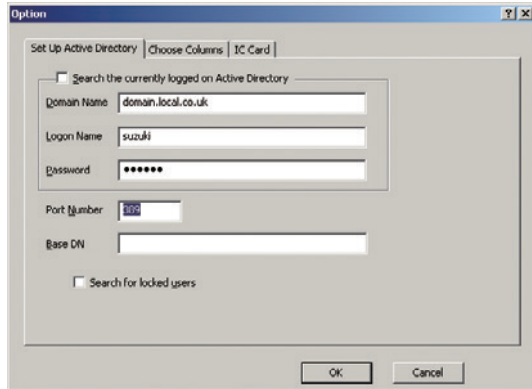 Option
Set Up Active Directory Choose Columns IC Card
Search the currently logged on Active Directory
Domain Name domain.local.co.uk
Logon Name suzuki
Password ●●●●●●
Port Number 389
Base DN
Search for locked users
OK Cancel